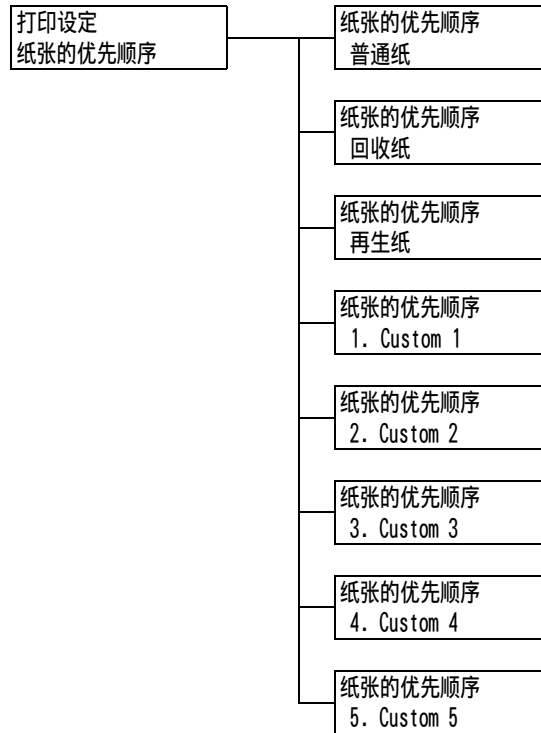 打印设定
纸张的优先顺序
纸张的优先顺序
普通纸
纸张的优先顺序
回收纸
纸张的优先顺序
再生纸
纸张的优先顺序
1. Custom 1
纸张的优先顺序
2. Custom 2
纸张的优先顺序
3. Custom 3
纸张的优先顺序
4. Custom 4
纸张的优先顺序
5. Custom 5